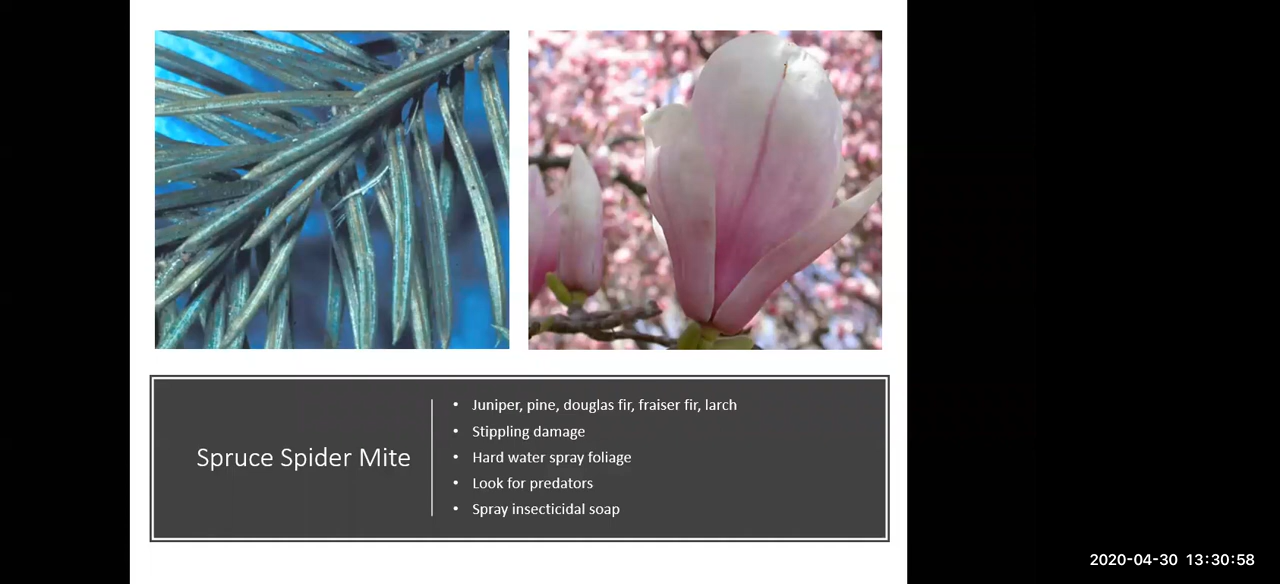 Spruce Spider Mite
• Juniper, pine, douglas fir, fraiser fir, larch
• Stippling damage
• Hard water spray foliage
• Look for predators
• Spray insecticidal soap
2020-04-30 13:30:58